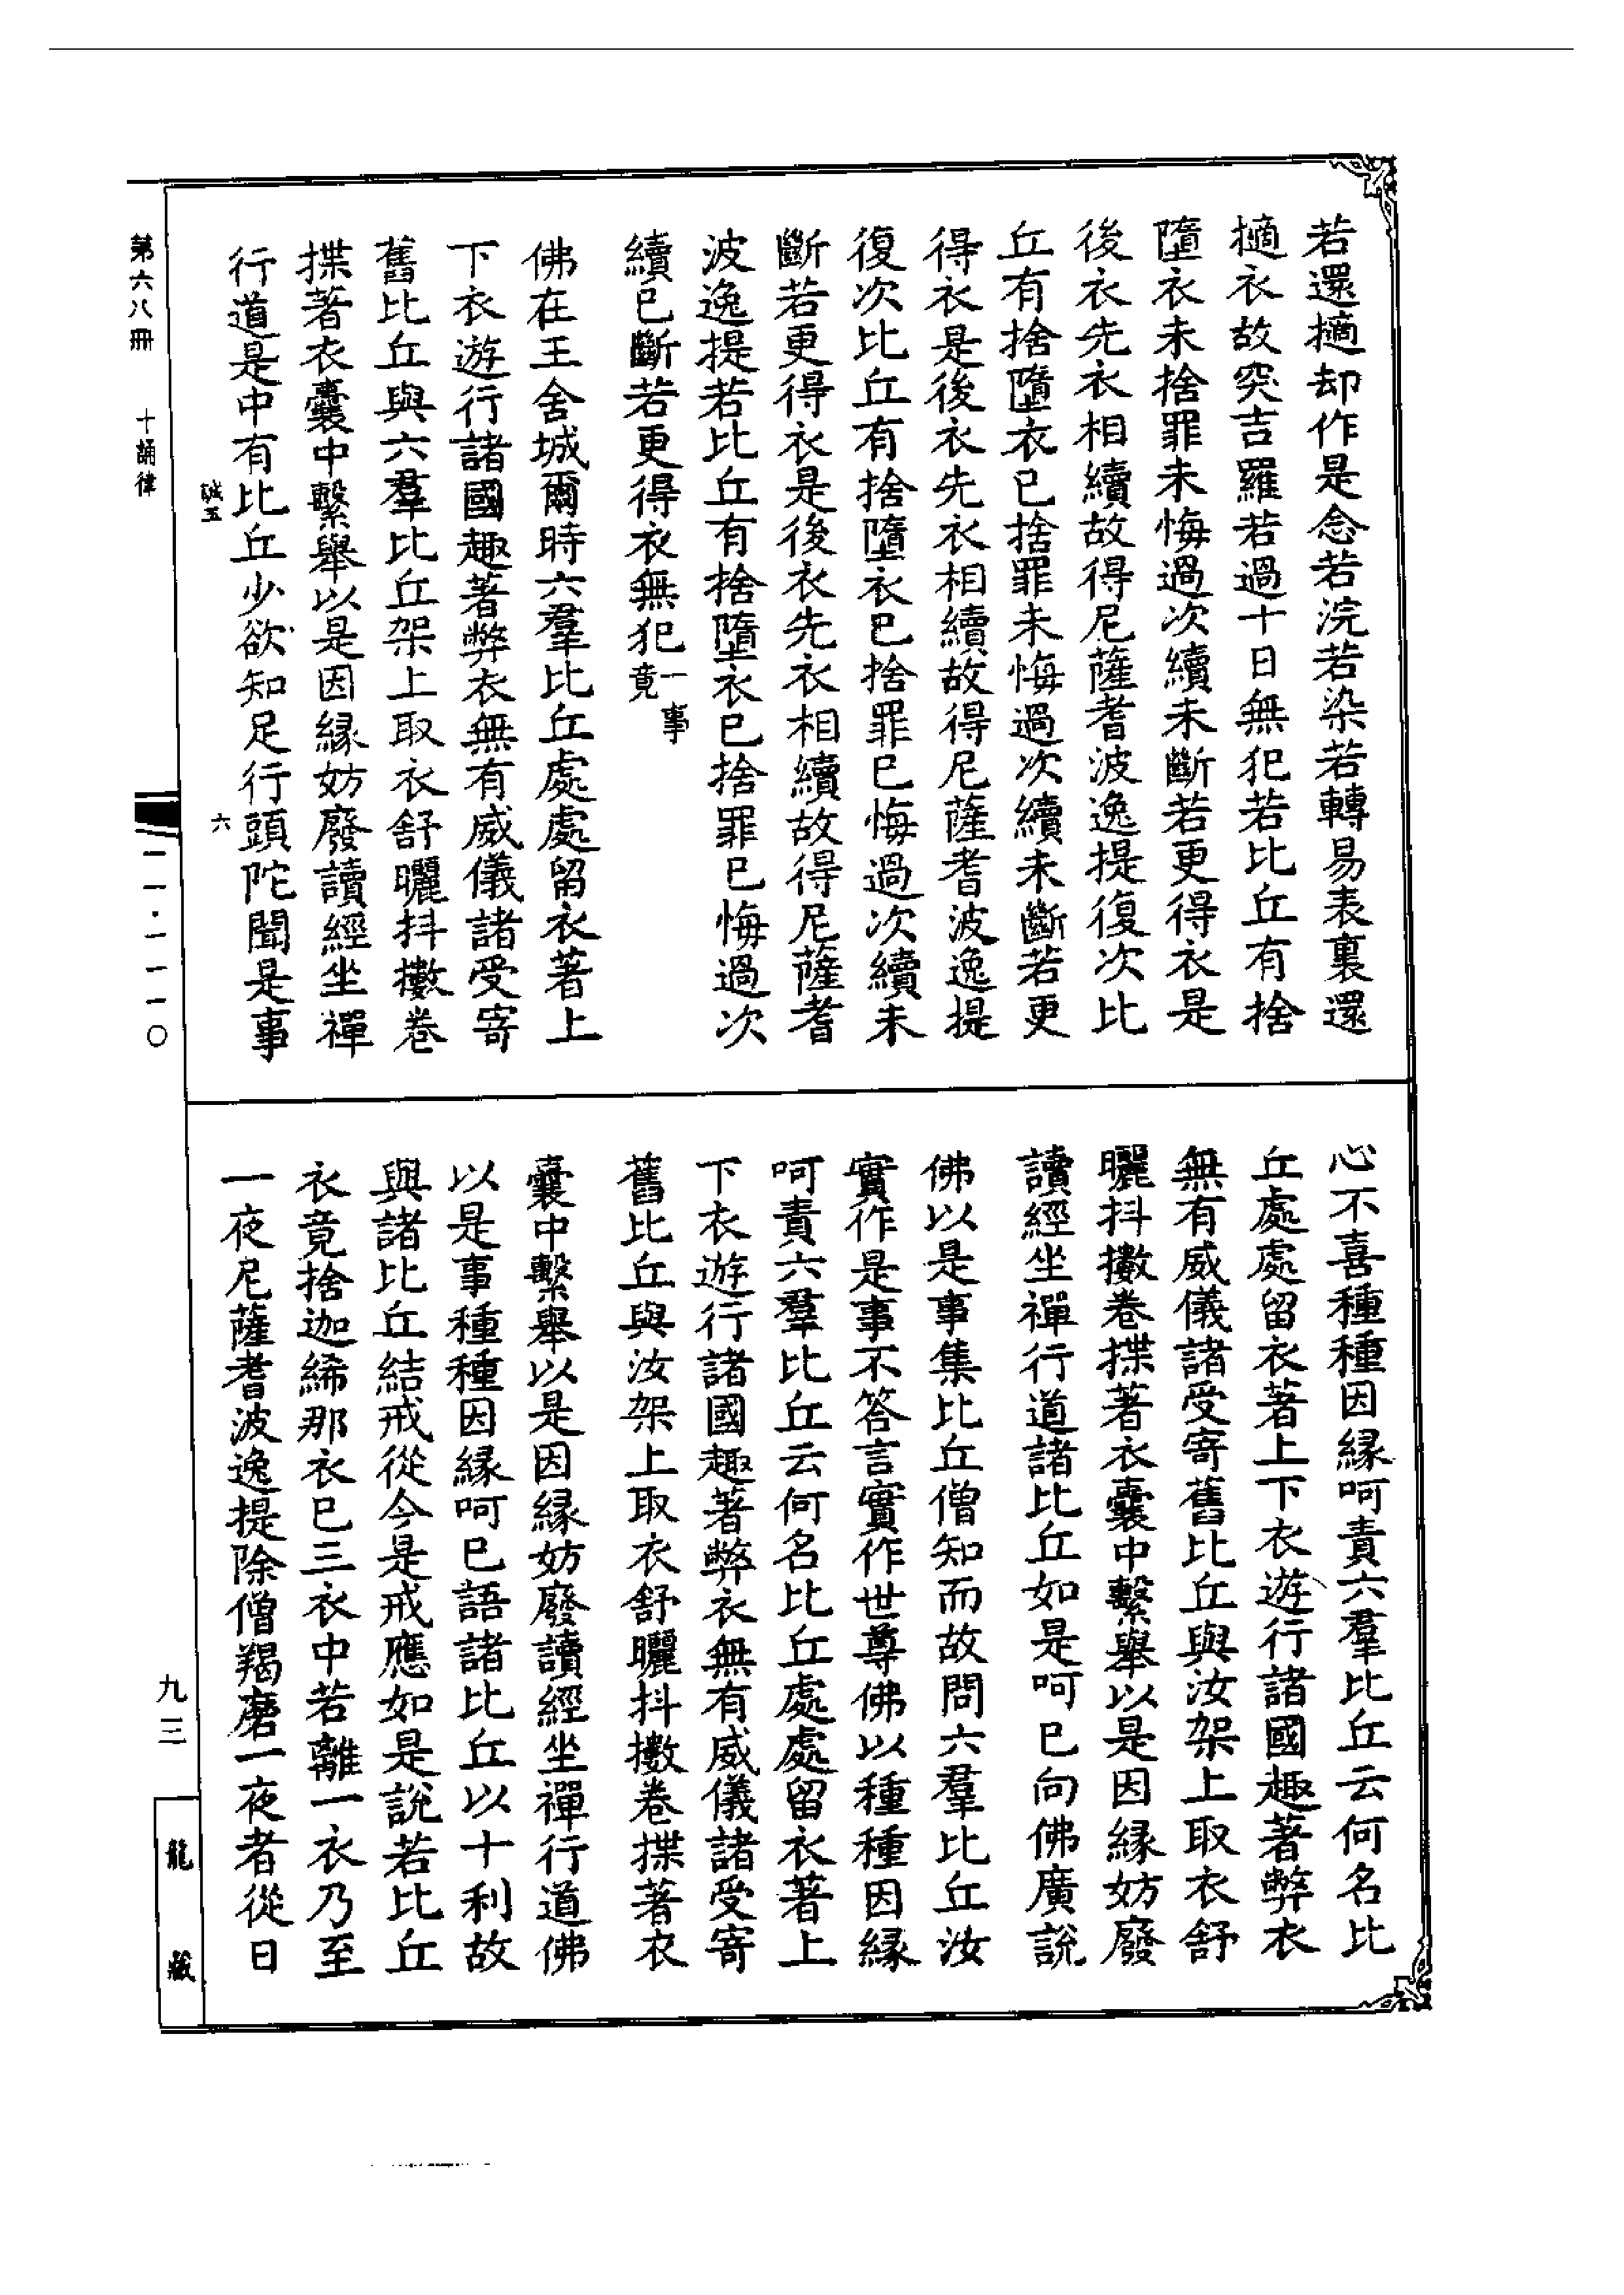 若還擿却作是念若浣若染若轉易表裏還
擿衣故突吉羅若過十日無犯若比丘有捨
墮衣未捨罪未悔過次續未斷若更得衣是
後衣先衣相續故得尼薩耆波逸提復次比
丘有捨墮衣已捨罪未悔過次續未斷若更
得衣是後衣先衣相續故得尼薩耆波逸提
復次比丘有捨墮衣已捨罪已悔過次續未
斷若更得衣是後衣先衣相續故得尼薩耆
波逸提若比丘有捨墮衣已捨罪已悔過次
續已斷若更得衣無犯一事竟
佛在王舍城爾時六羣比丘處處留衣著上
下衣遊行諸國趣著弊衣無有威儀諸受寄
舊比丘與六羣比丘架上取衣舒曬抖擻卷
揲著衣囊中繫舉以是因緣妨廢讀經坐禪
行道是中有比丘少欲知足行頭陀聞是事
心不喜種種因緣呵責六羣比丘云何名比
丘處處留衣著上下衣遊行諸國趣著弊衣
無有威儀諸受寄舊比丘與汝架上取衣舒
曬抖擻卷揲著衣囊中繫舉以是因緣妨廢
讀經坐禪行道諸比丘如是呵已向佛廣說
佛以是事集比丘僧知而故問六羣比丘汝
實作是事不答言實作世尊佛以種種因緣
呵責六羣比丘云何名比丘處處留衣著上
下衣遊行諸國趣著弊衣無有威儀諸受寄
舊比丘與汝架上取衣舒曬抖擻卷揲著衣
囊中繫舉以是因緣妨廢讀經坐禪行道佛
以是事種種因緣呵已語諸比丘以十利故
與諸比丘結戒從今是戒應如是說若比丘
衣竟捨迦絺那衣已三衣中若離一衣乃至
一夜尼薩耆波逸提除僧羯磨一夜者從日
誠五
六
第六八冊
十誦律
一一·一一一〇
九三
龍藏